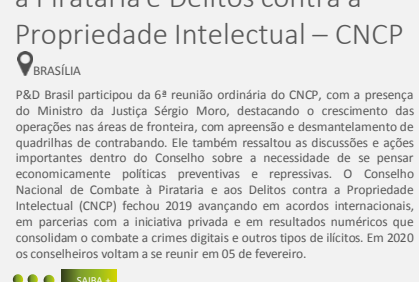 a Pirataria e Delitos contra a
Propriedade Intelectual – CNCP
BRASÍLIA
P&D Brasil participou da 6ª reunião ordinária do CNCP, com a presença
do Ministro da Justiça Sérgio Moro, destacando o crescimento das
operações nas áreas de fronteira, com apreensão e desmantelamento de
quadrilhas de contrabando. Ele também ressaltou as discussões e ações
importantes dentro do Conselho sobre a necessidade de se pensar
economicamente políticas preventivas e repressivas. O Conselho
Nacional de Combate à Pirataria e aos Delitos contra a Propriedade
Intelectual (CNCP) fechou 2019 avançando em acordos internacionais,
em parcerias com a iniciativa privada e em resultados numéricos que
consolidam o combate a crimes digitais e outros tipos de ilícitos. Em 2020
os conselheiros voltam a se reunir em 05 de fevereiro.
SAIBA +